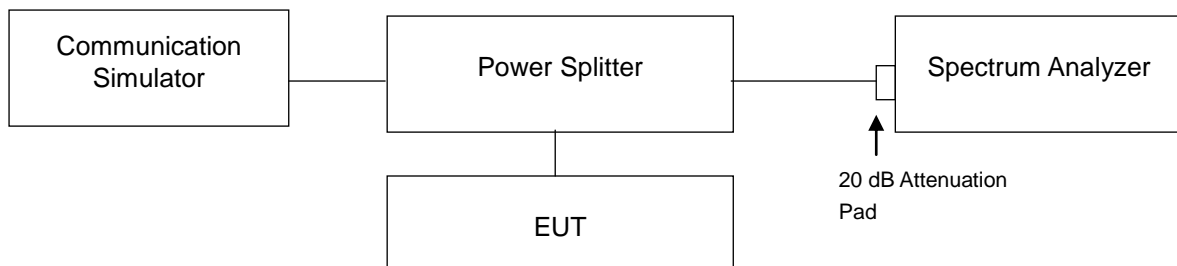 Communication
Simulator
Power Splitter
Spectrum Analyzer
20 dB Attenuation
Pad
EUT